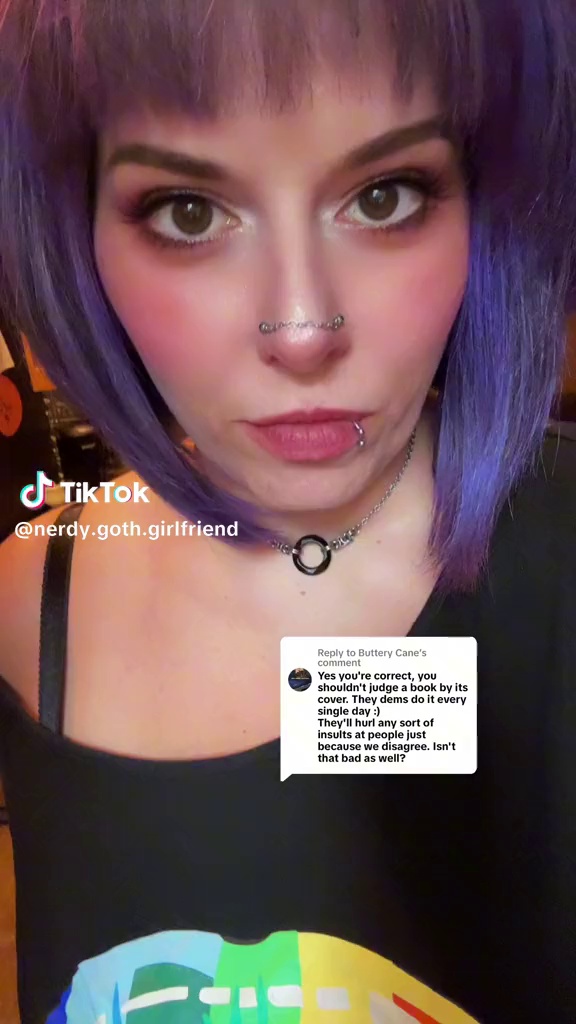 TikTok
@nerdy.goth.girlfriend
Reply to Buttery Cane's
comment
Yes you're correct, you
shouldn't judge a book by its
cover. They dems do it every
single day :)
They'll hurl any sort of
insults at people just
because we disagree. Isn't
that bad as well?